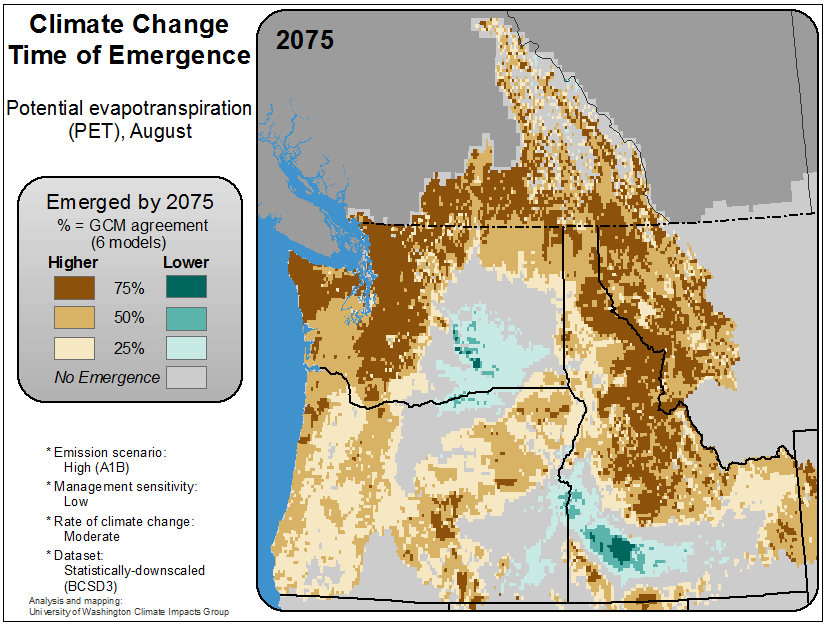 Climate Change
Time of Emergence
Potential evapotranspiration
(PET), August
Emerged by 2075
% = GCM agreement
(6 models)
Higher Lower
75%
50%
25%
No Emergence
* Emission scenario:
High (A1B)
* Management sensitivity:
Low
* Rate of climate change:
Moderate
* Dataset:
Statistically-downscaled
(BCSD3)
Analysis and mapping:
University of Washington Climate Impacts Group
2075